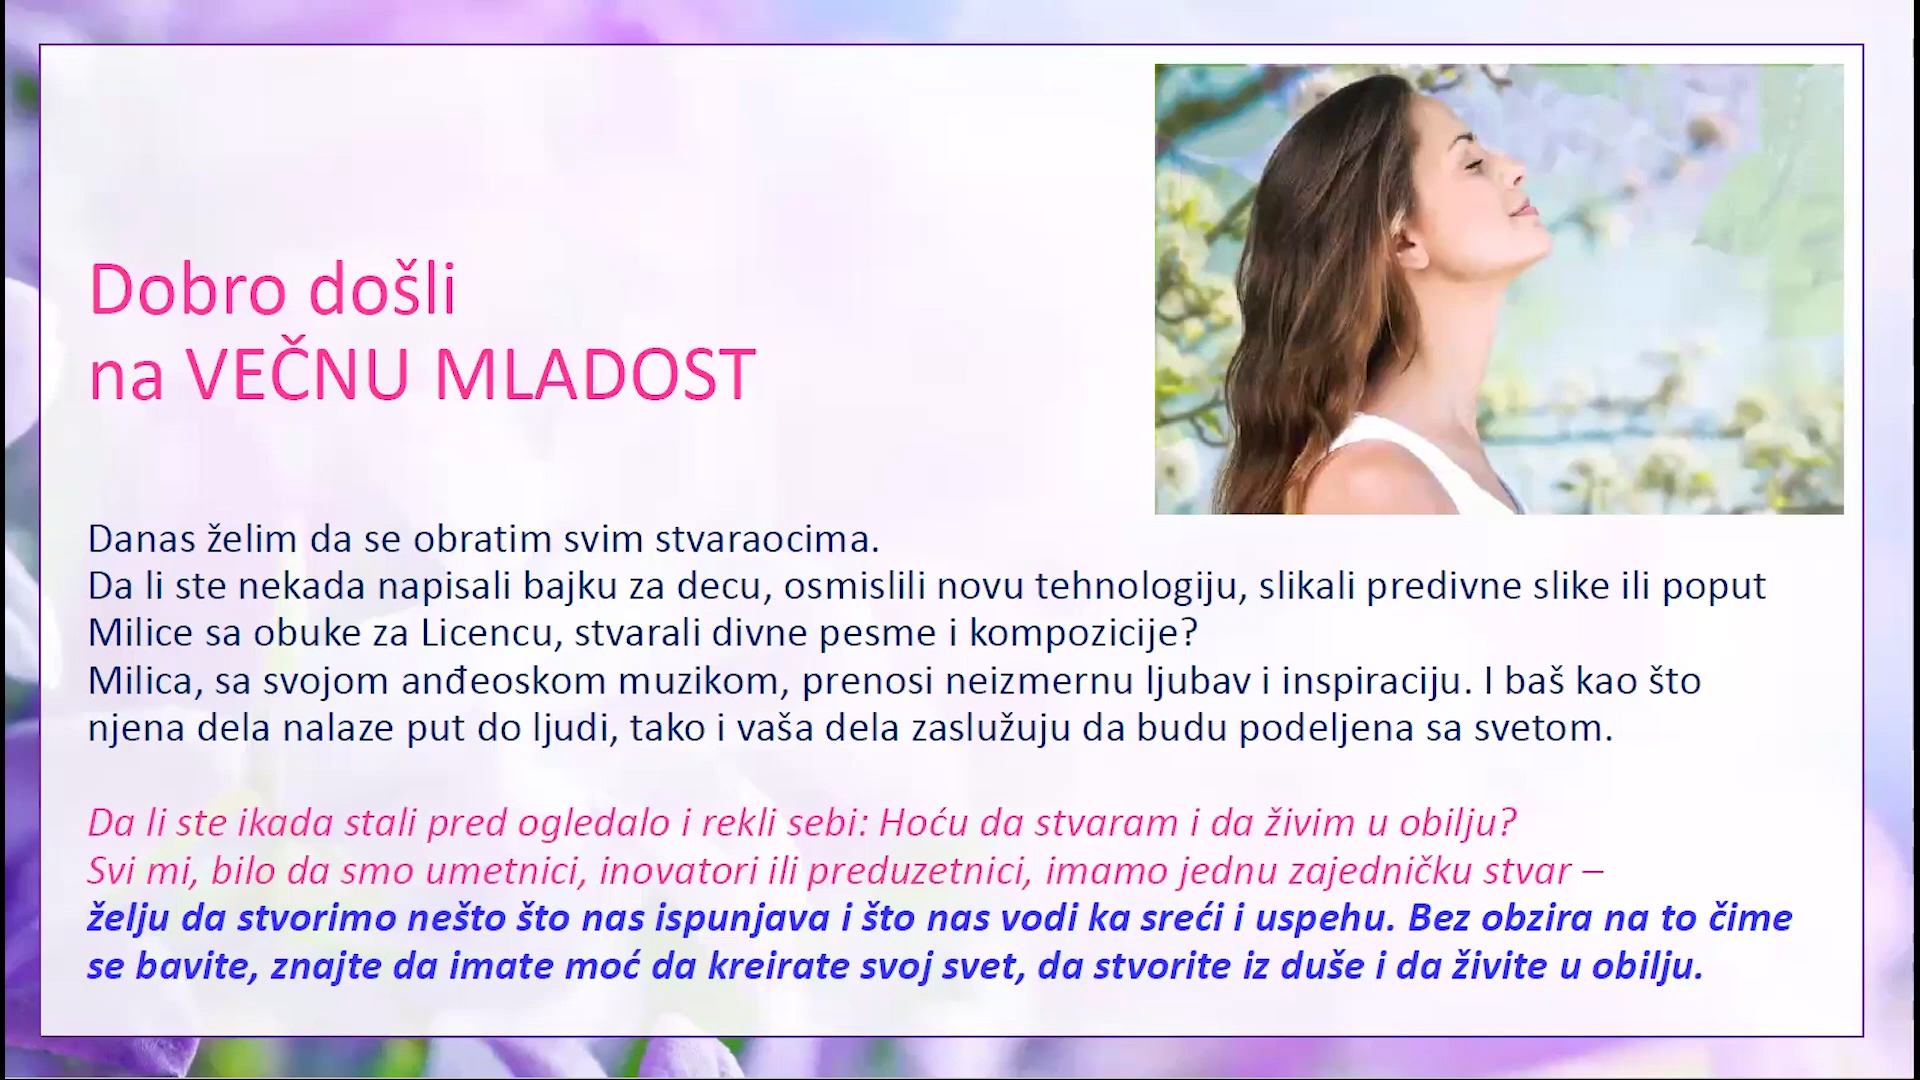 Dobro došli
na VEČNU MLADOST
Danas želim da se obratim svim stvaraocima.
Da li ste nekada napisali bajku za decu, osmislili novu tehnologiju, slikali predivne slike ili poput
Milice sa obuke za Licencu, stvarali divne pesme i kompozicije?
Milica, sa svojom anđeoskom muzikom, prenosi neizmernu ljubav i inspiraciju. I baš kao što
njena dela nalaze put do ljudi, tako i vaša dela zaslužuju da budu podeljena sa svetom.
Da li ste ikada stali pred ogledalo i rekli sebi: Hoću da stvaram i da živim u obilju?
Svi mi, bilo da smo umetnici, inovatori ili preduzetnici, imamo jednu zajedničku stvar –
želju da stvorimo nešto što nas ispunjava i što nas vodi ka sreći i uspehu. Bez obzira na to čime
se bavite, znajte da imate moć da kreirate svoj svet, da stvorite iz duše i da živite u obilju.